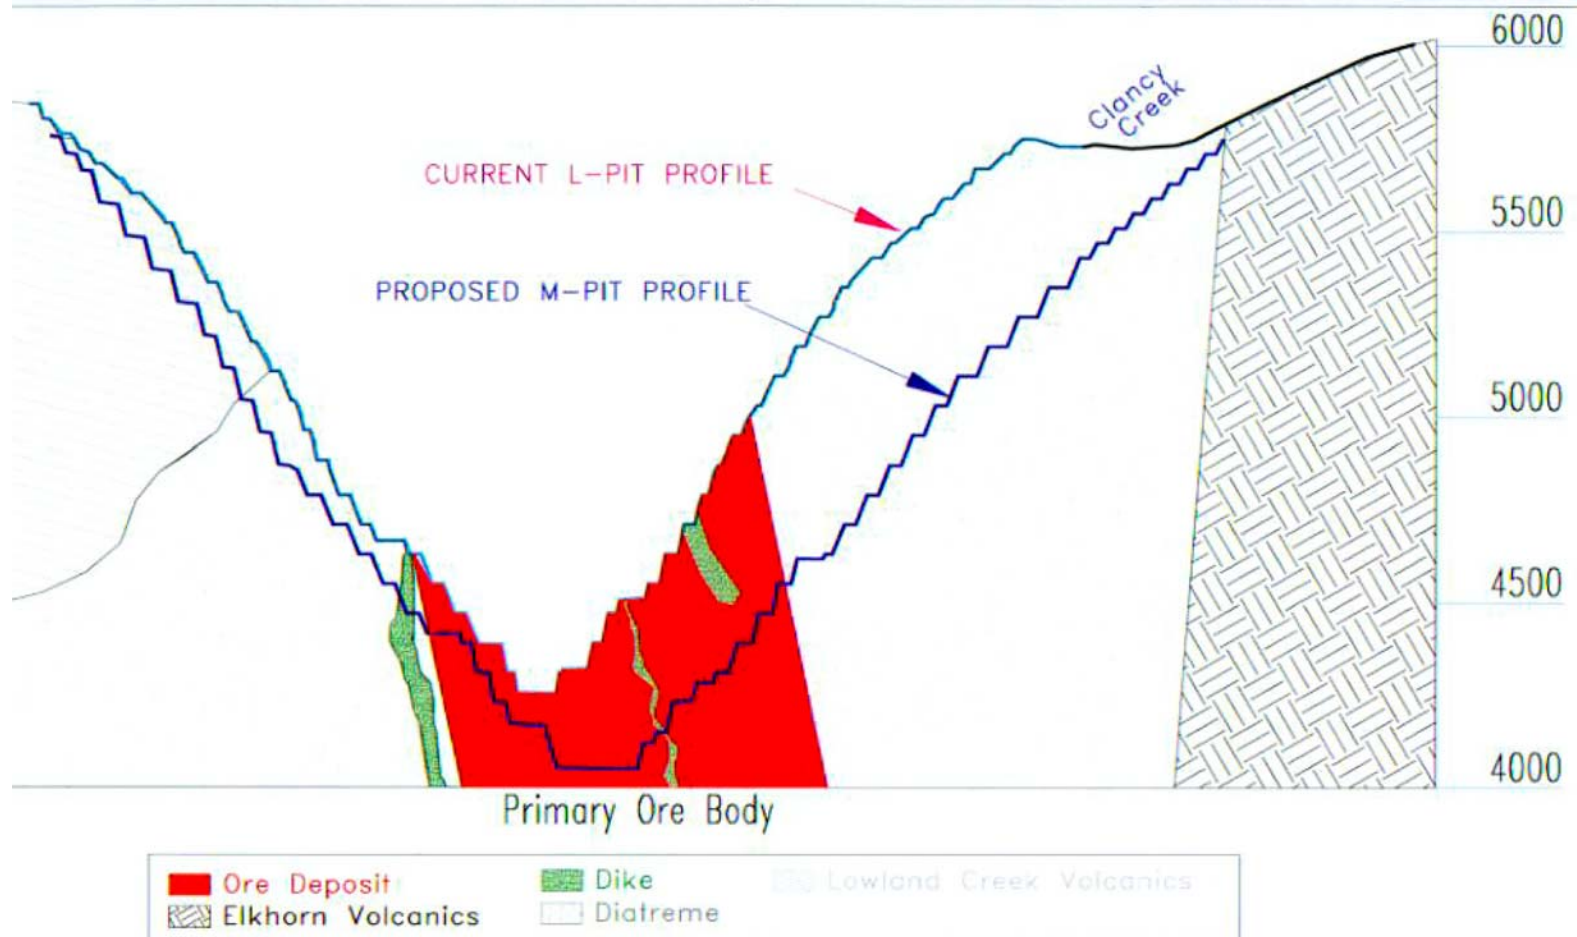 6000
Clancy
Creek
CURRENT L-PIT PROFILE
5500
PROPOSED M-PIT PROFILE
5000
4500
4000
Primary Ore Body
Ore Deposit
Dike
Lowland Creek Volcanics
Elkhorn Volcanics
Diatreme